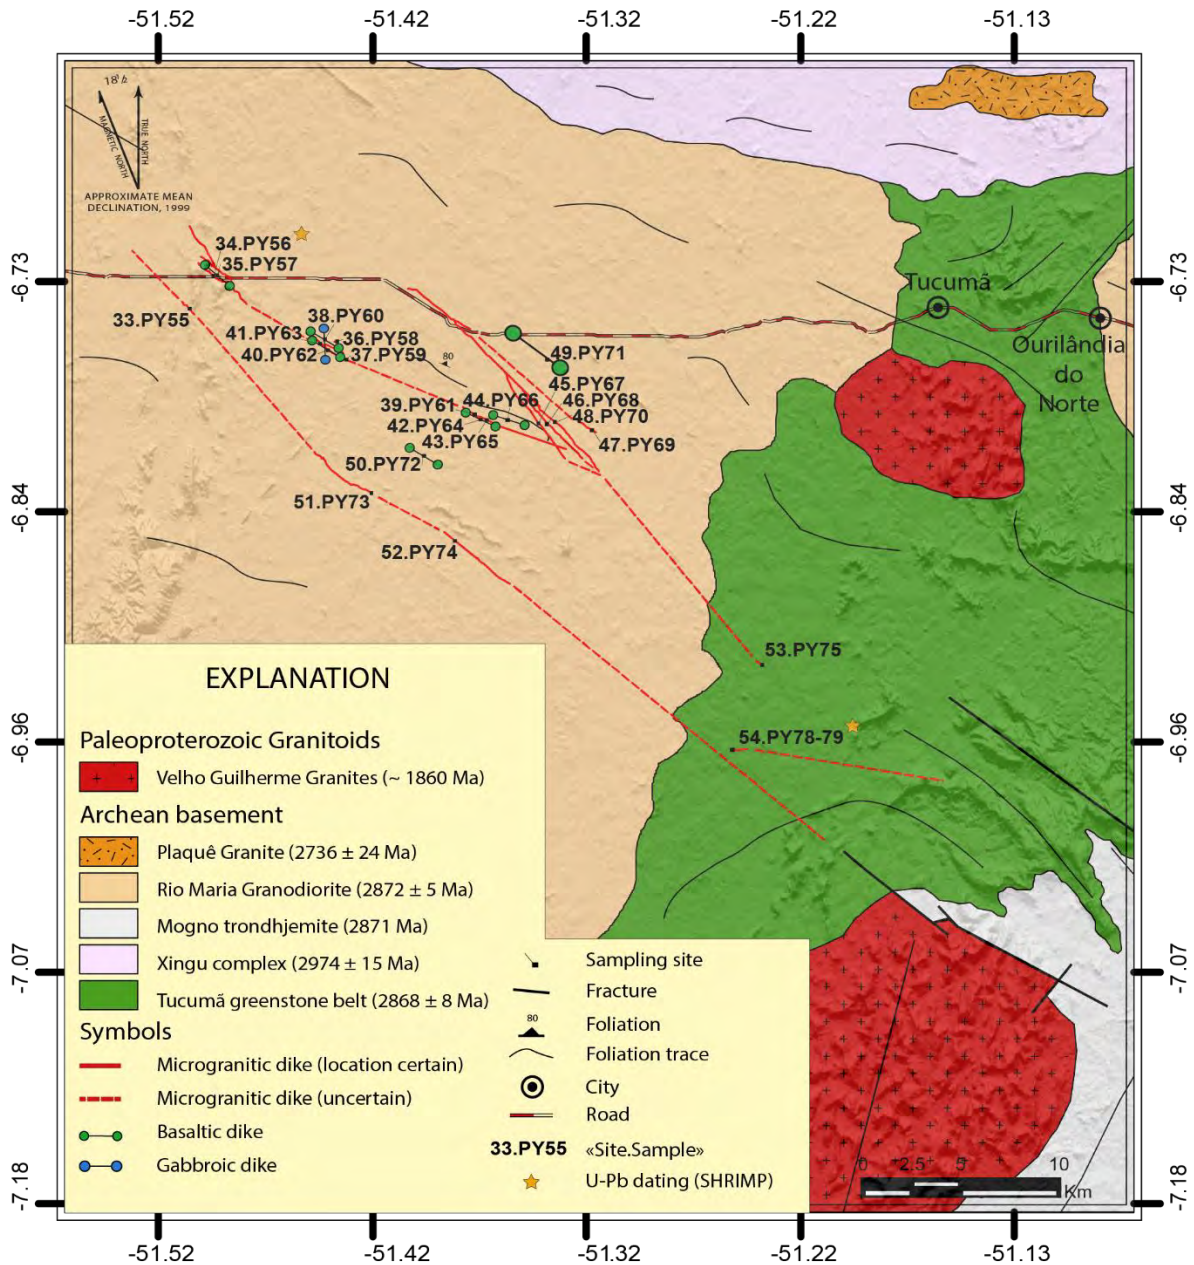 -51.52
-51.42
-51.32
-51.22
-51.13
MAGNETIC NORTH
TRUE NORTH
APPROXIMATE MEAN
DECLINATION, 1999
-6.73
-6.73
34.PY56
35.PY57
33.PY55
38.PY60
41.PY63
36.PY58
40.PY62
37.PY59
80
49.PY71
45.PY67
39.PY61
44.PY66
46.PY68
42.PY64
48.PY70
43.PY65
47.PY69
50.PY72
51.PY73
52.PY74
53.PY75
54.PY78-79
Tucumã
Ourilândia
do
Norte
-6.84
-6.84
-6.96
-6.96
-7.07
-7.07
-7.18
-7.18
EXPLANATION
Paleoproterozoic Granitoids
Velho Guilherme Granites (~ 1860 Ma)
Archean basement
Plaquê Granite (2736 ± 24 Ma)
Rio Maria Granodiorite (2872 ± 5 Ma)
Mogno trondhjemite (2871 Ma)
Xingu complex (2974 ± 15 Ma)
Tucumã greenstone belt (2868 ± 8 Ma)
Symbols
Microgranitic dike (location certain)
Microgranitic dike (uncertain)
Basaltic dike
Gabbroic dike
Sampling site
Fracture
80
Foliation
Foliation trace
City
Road
33.PY55
«Site.Sample»
U-Pb dating (SHRIMP)
0 2.5 5 10
Km
-51.52
-51.42
-51.32
-51.22
-51.13